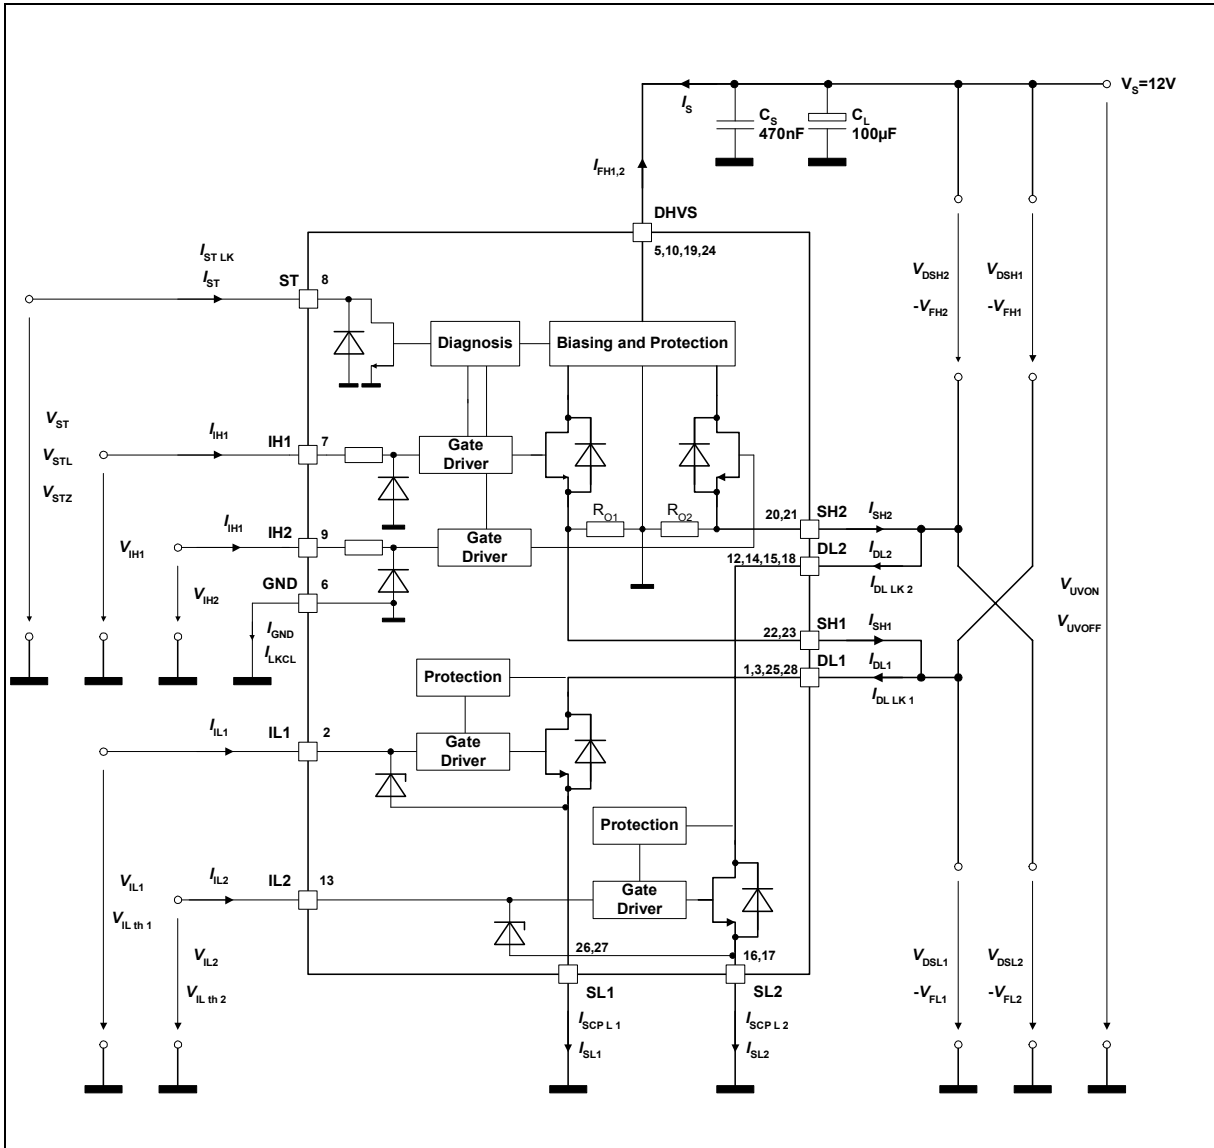 V_S=12V
I_S
C_S
470nF
C_L
100µF
I_FH1,2
DHVS
5,10,19,24
I_ST LK
I_ST
ST
8
V_DSH2
-V_FH2
V_DSH1
-V_FH1
Diagnosis
Biasing and Protection
V_ST
V_STL
V_STZ
I_IH1
IH1
7
Gate
Driver
R_O1
R_O2
20,21
SH2
I_SH2
I_IH1
IH2
9
Gate
Driver
12,14,15,18
DL2
I_DL2
I_DL LK 2
V_IH1
V_IH2
GND
6
I_GND
I_LKCL
V_UVON
V_UVOFF
22,23
SH1
I_SH1
1,3,25,28
DL1
I_DL1
I_DL LK 1
Protection
I_IL1
IL1
2
Gate
Driver
Protection
V_IL1
V_IL th 1
I_IL2
IL2
13
Gate
Driver
V_IL2
V_IL th 2
26,27
16,17
V_DSL1
-V_FL1
V_DSL2
-V_FL2
SL1
SL2
I_SCP L 1
I_SL1
I_SCP L 2
I_SL2